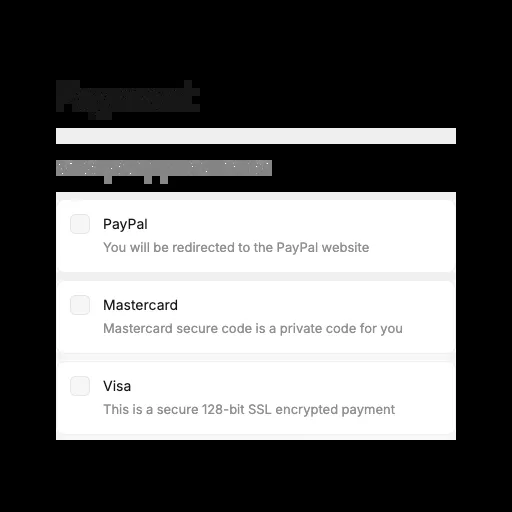 Payment
PayPal
You will be redirected to the PayPal website
Mastercard
Mastercard secure code is a private code for you
Visa
This is a secure 128-bit SSL encrypted payment